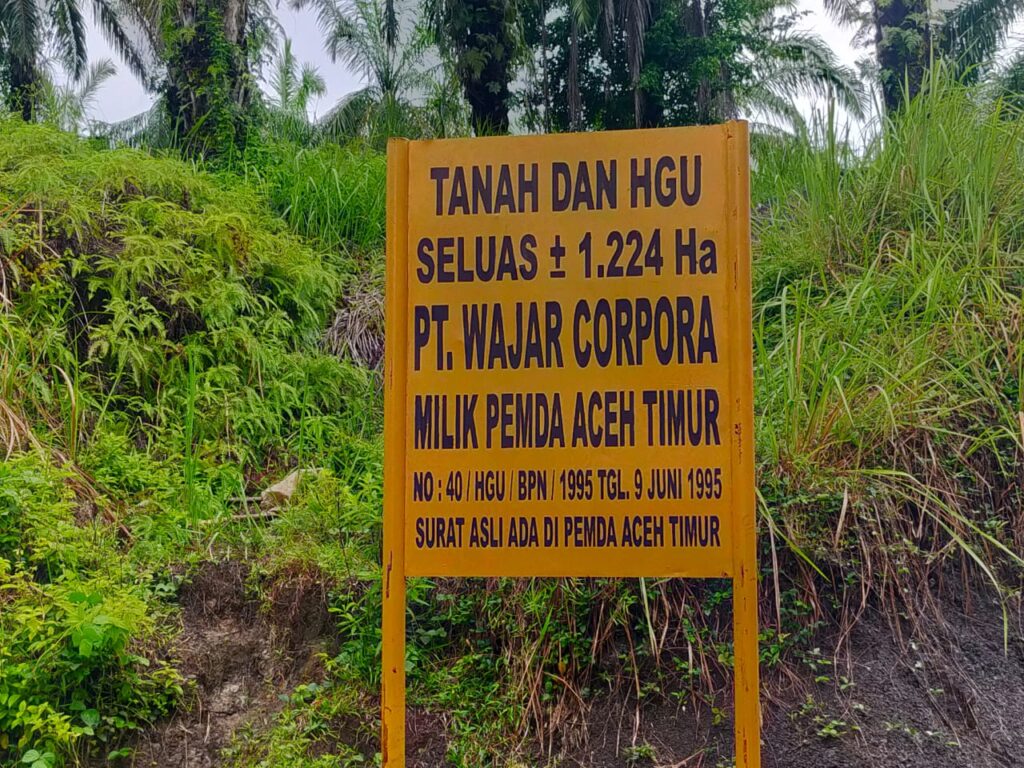 TANAH DAN HGU
SELUAS ± 1.224 Ha
PT. WAJAR CORPORA
MILIK PEMDA ACEH TIMUR
NO : 40 / HGU / BPN / 1995 TGL. 9 JUNI 1995
SURAT ASLI ADA DI PEMDA ACEH TIMUR